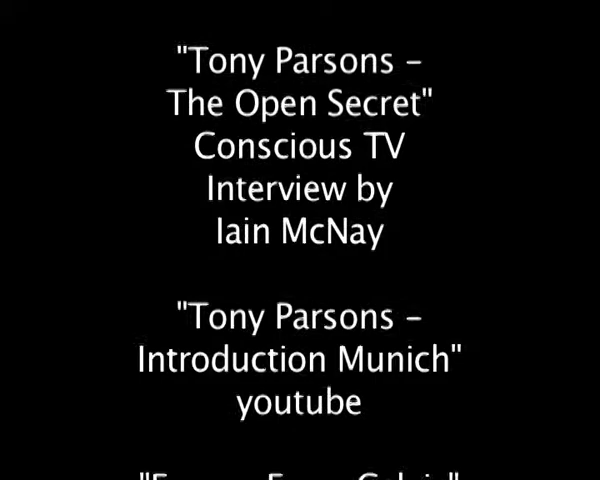 "Tony Parsons –
The Open Secret"
Conscious TV
Interview by
Iain McNay
"Tony Parsons –
Introduction Munich"
youtube